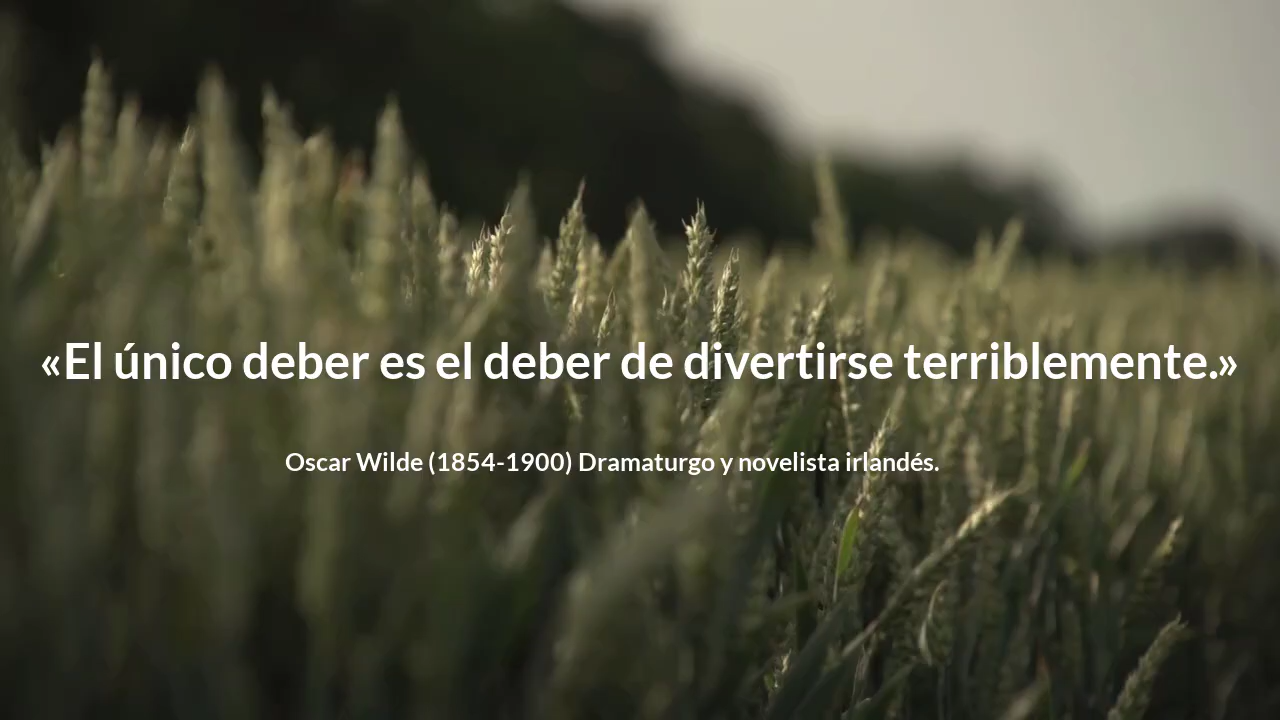 «El único deber es el deber de divertirse terriblemente.»
Oscar Wilde (1854-1900) Dramaturgo y novelista irlandés.